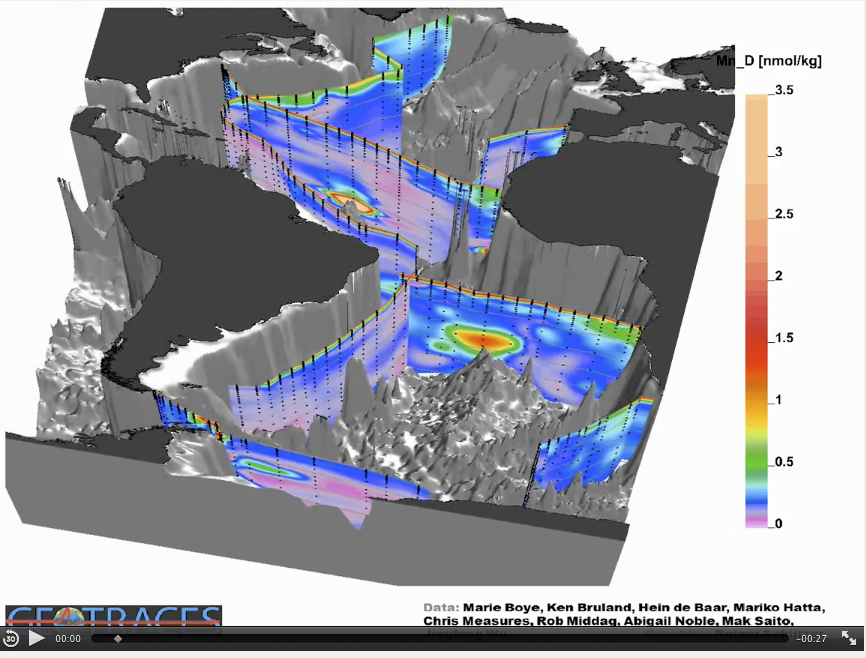 Mn_D [nmol/kg]
3.5
3
2.5
2
1.5
1
0.5
0
GEOTRACES
Data: Marie Boye, Ken Bruland, Hein de Baar, Mariko Hatta,
Chris Measures, Rob Middag, Abigail Noble, Mak Saito,
30
00:00
-00:27